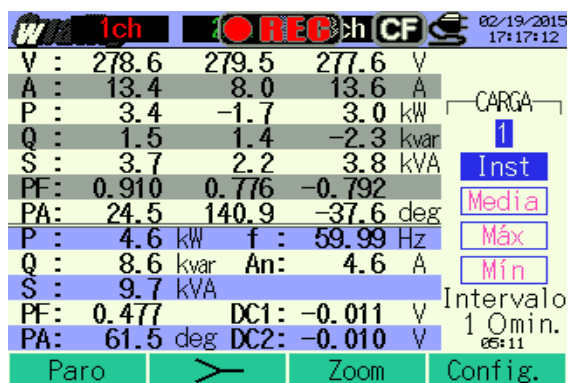 W 1ch 2 REC ch CF 02/19/2015
17:17:12
V : 278.6 279.5 277.6 V
A : 13.4 8.0 13.6 A
P : 3.4 -1.7 3.0 kW
Q : 1.5 1.4 -2.3 kvar
S : 3.7 2.2 3.8 kVA
PF: 0.910 0.776 -0.792
PA: 24.5 140.9 -37.6 deg
P : 4.6 kW f : 59.99 Hz
Q : 8.6 kvar An: 4.6 A
S : 9.7 kVA
PF: 0.477 DC1: -0.011 V
PA: 61.5 deg DC2: -0.010 V
CARGA
1
Inst
Media
Máx
Mín
Intervalo
1 0min.
05:11
Paro Zoom Config.